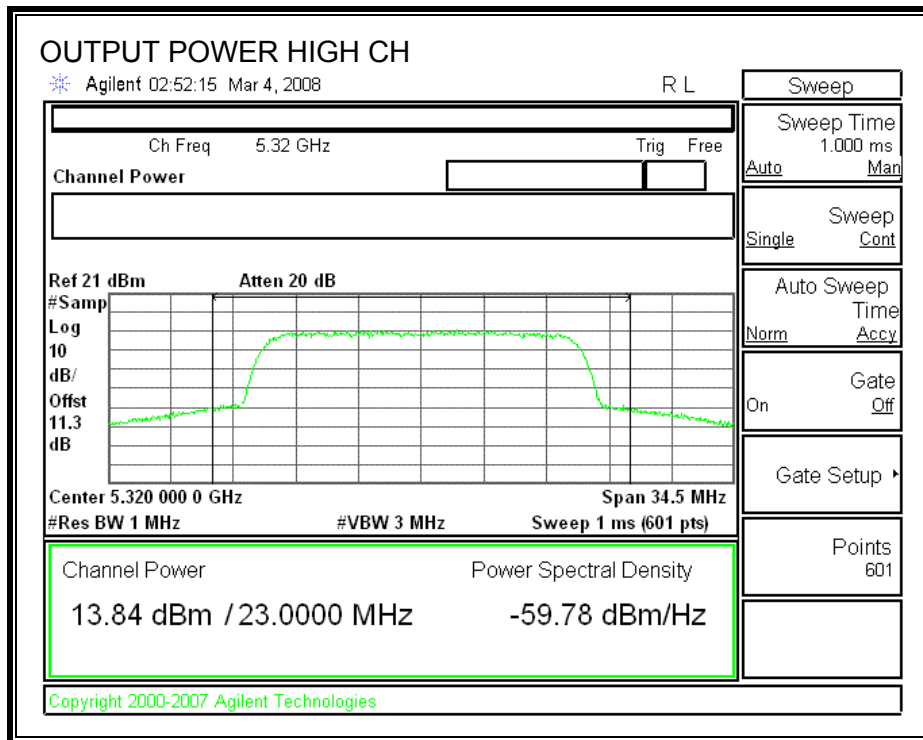 OUTPUT POWER HIGH CH
Agilent 02:52:15 Mar 4, 2008 R L
Ch Freq 5.32 GHz Trig Free
Channel Power
Ref 21 dBm Atten 20 dB
#Samp
Log
10
dB/
Offst
11.3
dB
Center 5.320 000 0 GHz Span 34.5 MHz
#Res BW 1 MHz #VBW 3 MHz Sweep 1 ms (601 pts)
Channel Power Power Spectral Density
13.84 dBm / 23.0000 MHz -59.78 dBm/Hz
Copyright 2000-2007 Agilent Technologies
Sweep
Sweep Time
1.000 ms
Auto Man
Sweep
Single Cont
Auto Sweep
Time
Norm Accy
Gate
On Off
Gate Setup
Points
601